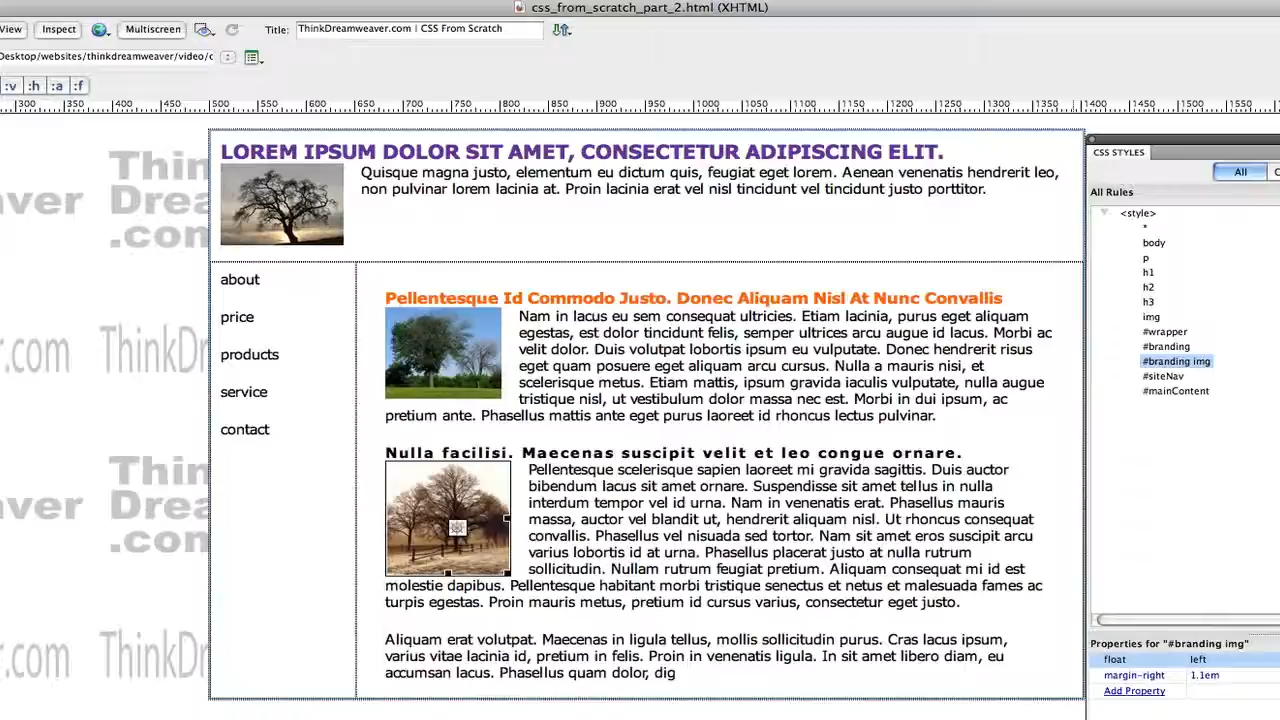 css_from_scratch_part_2.html (XHTML)
View Inspect Multiscreen Title: ThinkDreamweaver.com | CSS From Scratch
Desktop/websites/thinkdreamweaver/video/c
:v :h :a :f
300 350 400 450 500 550 600 650 700 750 800 850 900 950 1000 1050 1100 1150 1200 1250 1300 1350 1400 1450 1500 1550
Thin
aver Drea
.com
LOREM IPSUM DOLOR SIT AMET, CONSECTETUR ADIPISCING ELIT.
Quisque magna justo, elementum eu dictum quis, feugiat eget lorem. Aenean venenatis hendrerit leo,
non pulvinar lorem lacinia at. Proin lacinia erat vel nisl tincidunt vel tincidunt justo porttitor.
about
price
products
service
contact
.com ThinkD
Thin
aver Drea
.com
.com ThinkD
Pellentesque Id Commodo Justo. Donec Aliquam Nisl At Nunc Convallis
Nam in lacus eu sem consequat ultricies. Etiam lacinia, purus eget aliquam
egestas, est dolor tincidunt felis, semper ultrices arcu augue id lacus. Morbi ac
velit dolor. Duis volutpat lobortis ipsum eu vulputate. Donec hendrerit risus
eget quam posuere eget aliquam arcu cursus. Nulla a mauris nisi, et
scelerisque metus. Etiam mattis, ipsum gravida iaculis vulputate, nulla augue
tristique nisl, ut vestibulum dolor massa nec est. Morbi in dui ipsum, ac
pretium ante. Phasellus mattis ante eget purus laoreet id rhoncus lectus pulvinar.
Nulla facilisi. Maecenas suscipit velit et leo congue ornare.
Pellentesque scelerisque sapien laoreet mi gravida sagittis. Duis auctor
bibendum lacus sit amet ornare. Suspendisse sit amet tellus in nulla
interdum tempor vel id urna. Nam in venenatis erat. Phasellus mauris
massa, auctor vel blandit ut, hendrerit aliquam nisl. Ut rhoncus consequat
convallis. Phasellus vel nisuada sed tortor. Nam sit amet eros suscipit arcu
varius lobortis id at urna. Phasellus placerat justo at nulla rutrum
sollicitudin. Nullam rutrum feugiat pretium. Aliquam consequat mi id est
molestie dapibus. Pellentesque habitant morbi tristique senectus et netus et malesuada fames ac
turpis egestas. Proin mauris metus, pretium id cursus varius, consectetur eget justo.
Aliquam erat volutpat. Maecenas in ligula tellus, mollis sollicitudin purus. Cras lacus ipsum,
varius vitae lacinia id, pretium in felis. Proin in venenatis ligula. In sit amet libero diam, eu
accumsan lacus. Phasellus quam dolor, dig
CSS STYLES
All C
All Rules
<style>
*
body
p
h1
h2
h3
img
#wrapper
#branding
#branding img
#siteNav
#mainContent
Properties for "#branding img"
float left
margin-right 1.1em
Add Property